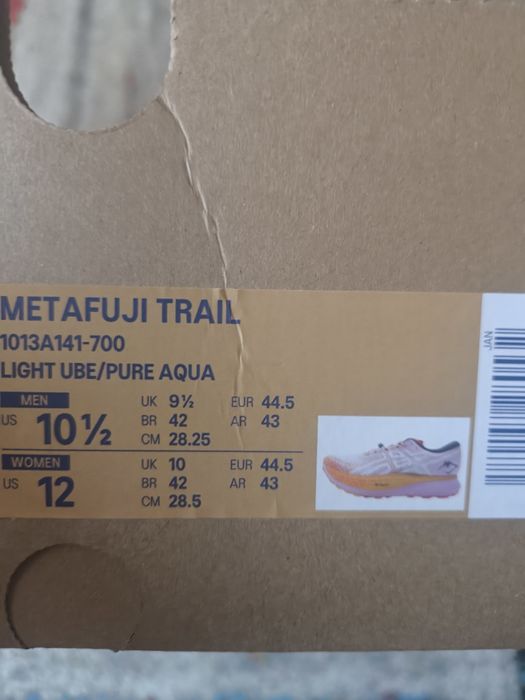 METAFUJI TRAIL
1013A141-700
LIGHT UBE/PURE AQUA
MEN
US 10½
UK 9½ EUR 44.5
BR 42 AR 43
CM 28.25
WOMEN
US 12
UK 10 EUR 44.5
BR 42 AR 43
CM 28.5
JAN